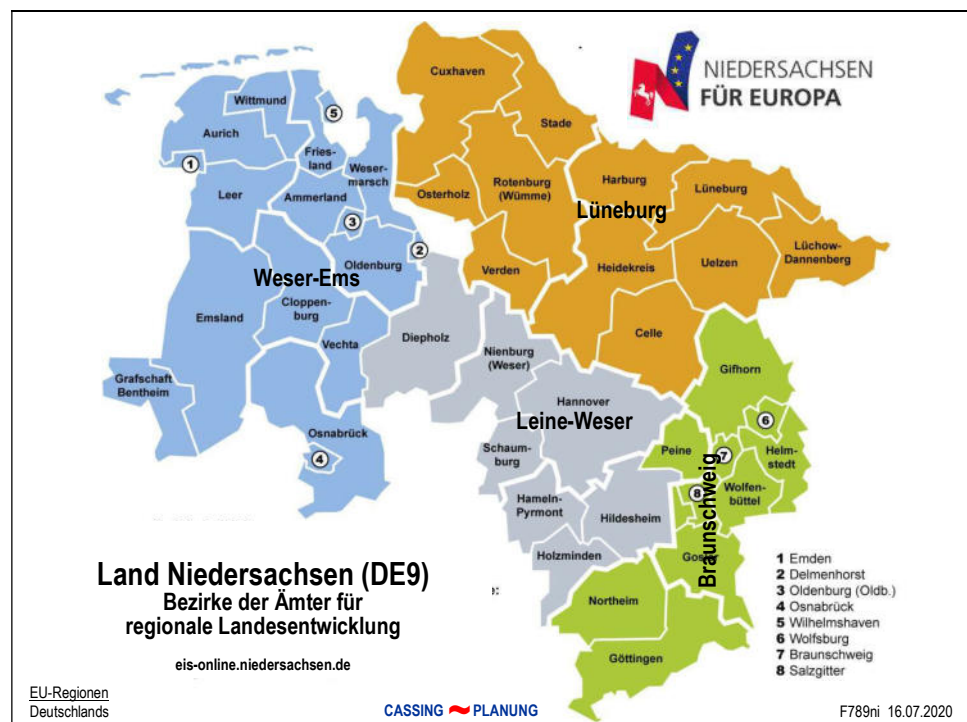 NIEDERSACHSEN
FÜR EUROPA
Cuxhaven
Wittmund
5
Stade
Aurich
Fries-
land
Weser-
marsch
1
Harburg
Lüneburg
Rotenburg
(Wümme)
Leer
Ammerland
Osterholz
Lüneburg
3
2
Lüchow-
Dannenberg
Oldenburg
Verden
Heidekreis
Uelzen
Weser-Ems
Cloppen-
burg
Emsland
Celle
Diepholz
Vechta
Nienburg
(Weser)
Gifhorn
Grafschaft
Bentheim
Hannover
Leine-Weser
6
Osnabrück
Schaum-
burg
Peine
7
Helm-
stedt
4
Wolfen-
büttel
8
Hameln-
Pyrmont
Hildesheim
Braunschweig
Holzminden
Goslar
Northeim
Göttingen
Land Niedersachsen (DE9)
Bezirke der Ämter für
regionale Landesentwicklung
eis-online.niedersachsen.de
1 Emden
2 Delmenhorst
3 Oldenburg (Oldb.)
4 Osnabrück
5 Wilhelmshaven
6 Wolfsburg
7 Braunschweig
8 Salzgitter
EU-Regionen
Deutschlands
CASSING PLANUNG
F789ni 16.07.2020